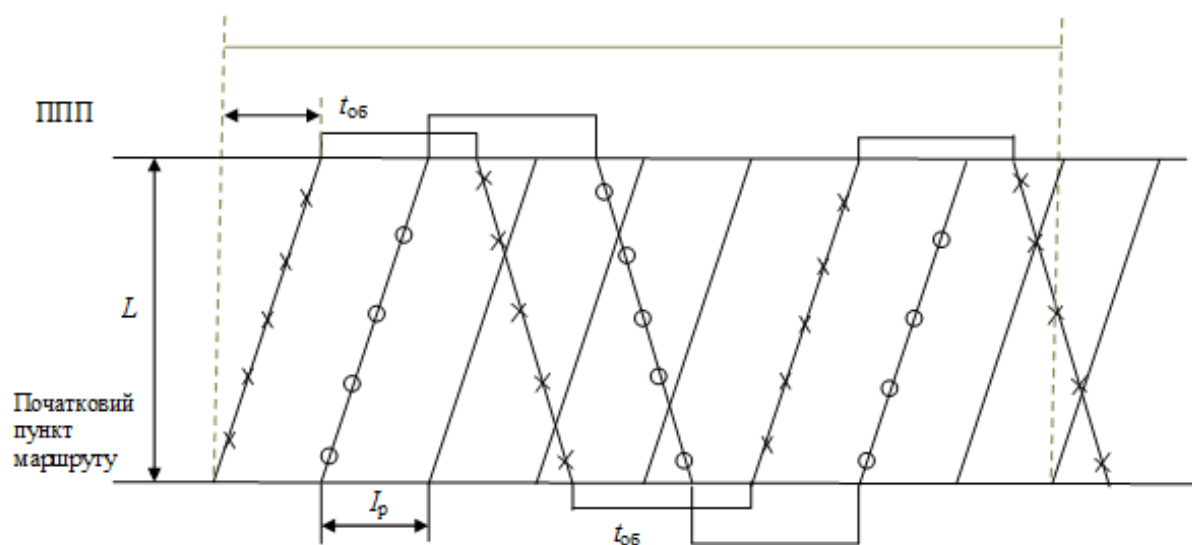 ППП
tоб
L
Початковий
пункт
маршруту
Iр
tоб